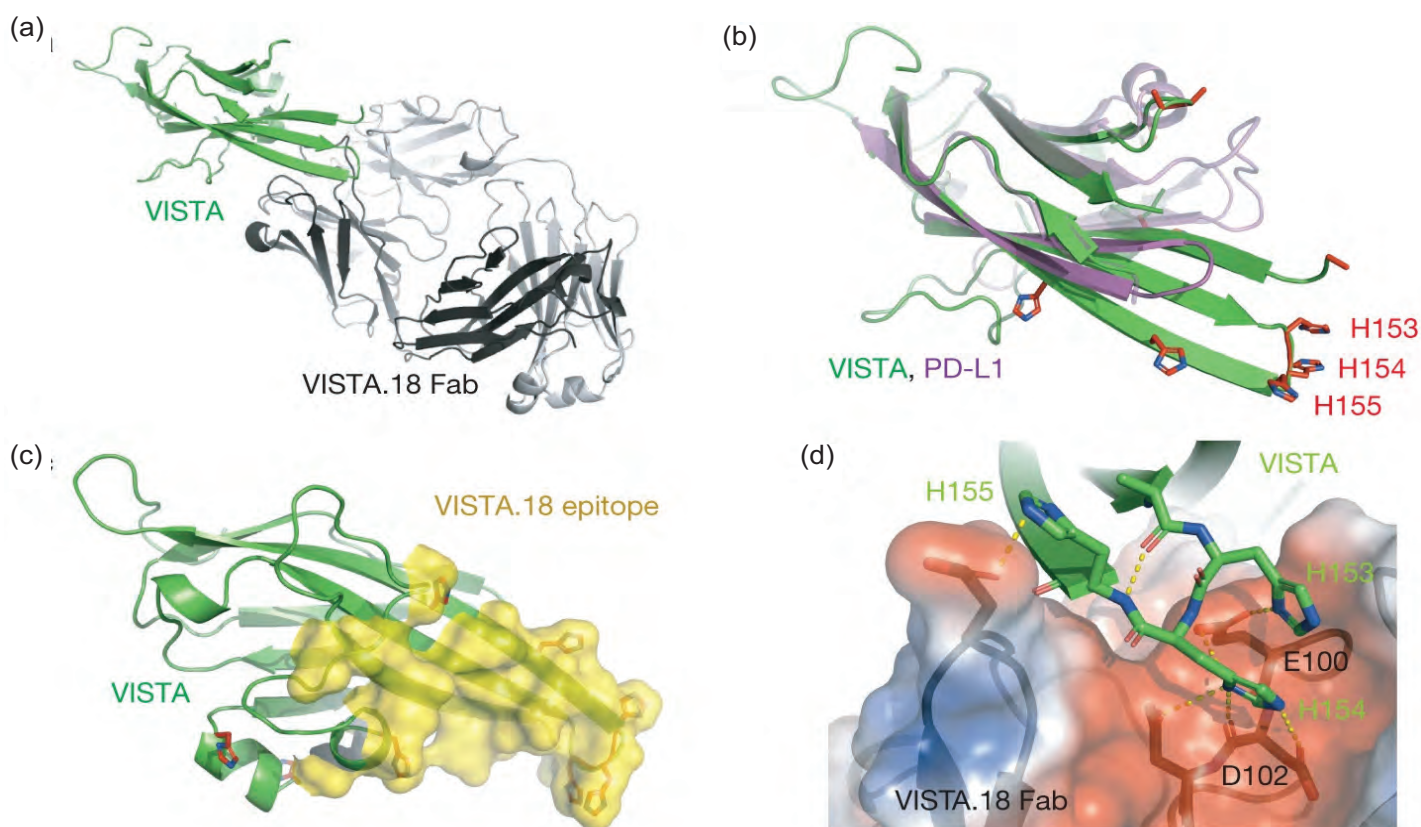 (a)
VISTA
VISTA.18 Fab
(b)
VISTA, PD-L1
H153
H154
H155
(c)
VISTA.18 epitope
VISTA
(d)
VISTA
H155
H153
E100
H154
D102
VISTA.18 Fab